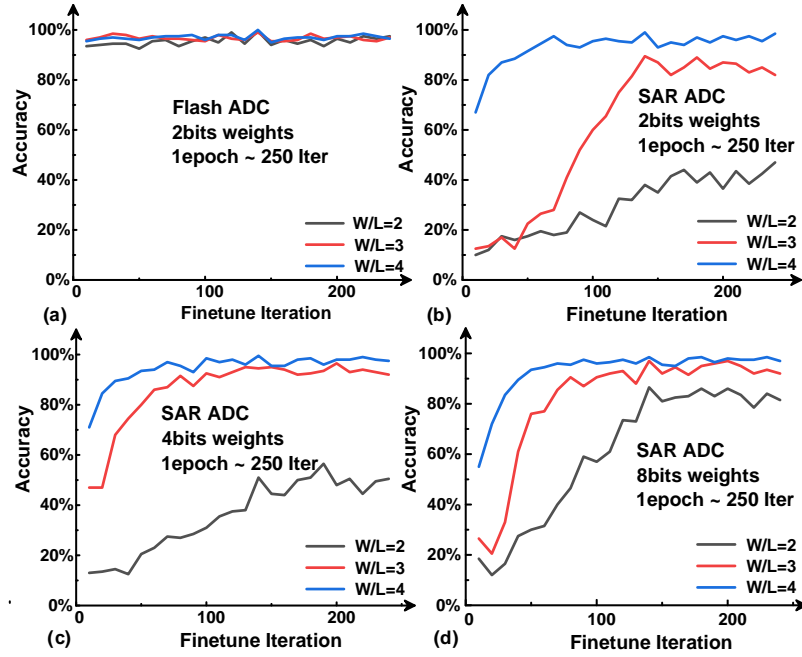 100%
80%
60%
40%
20%
0%
Accuracy
Flash ADC
2bits weights
1epoch ~ 250 Iter
W/L=2
W/L=3
W/L=4
100
200
(a)
Finetune Iteration
100%
80%
60%
40%
20%
0%
Accuracy
SAR ADC
2bits weights
1epoch ~ 250 Iter
W/L=2
W/L=3
W/L=4
100
200
(b)
Finetune Iteration
100%
80%
60%
40%
20%
0%
Accuracy
SAR ADC
4bits weights
1epoch ~ 250 Iter
W/L=2
W/L=3
W/L=4
100
200
(c)
Finetune Iteration
100%
80%
60%
40%
20%
0%
Accuracy
SAR ADC
8bits weights
1epoch ~ 250 Iter
W/L=2
W/L=3
W/L=4
100
200
(d)
Finetune Iteration